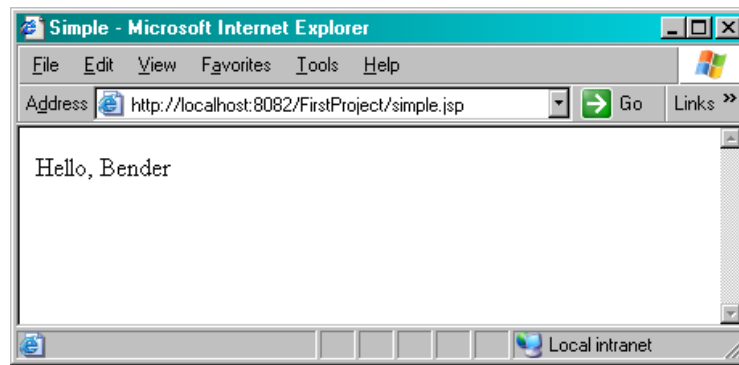 Simple - Microsoft Internet Explorer
File Edit View Favorites Tools Help
Address http://localhost:8082/FirstProject/simple.jsp Go Links »
Hello, Bender
Local intranet